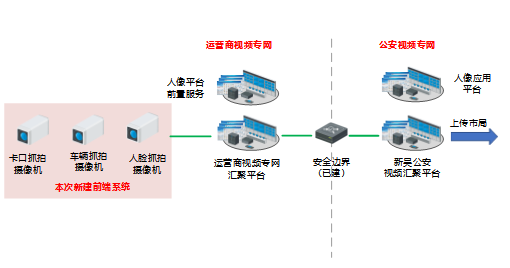 运营商视频专网
公安视频专网
人像平台
前置服务
人像应用
平台
上传市局
卡口抓拍
摄像机
车辆抓拍
摄像机
人脸抓拍
摄像机
运营商视频专网
汇聚平台
安全边界
（已建）
新吴公安
视频汇聚平台
本次新建前端系统